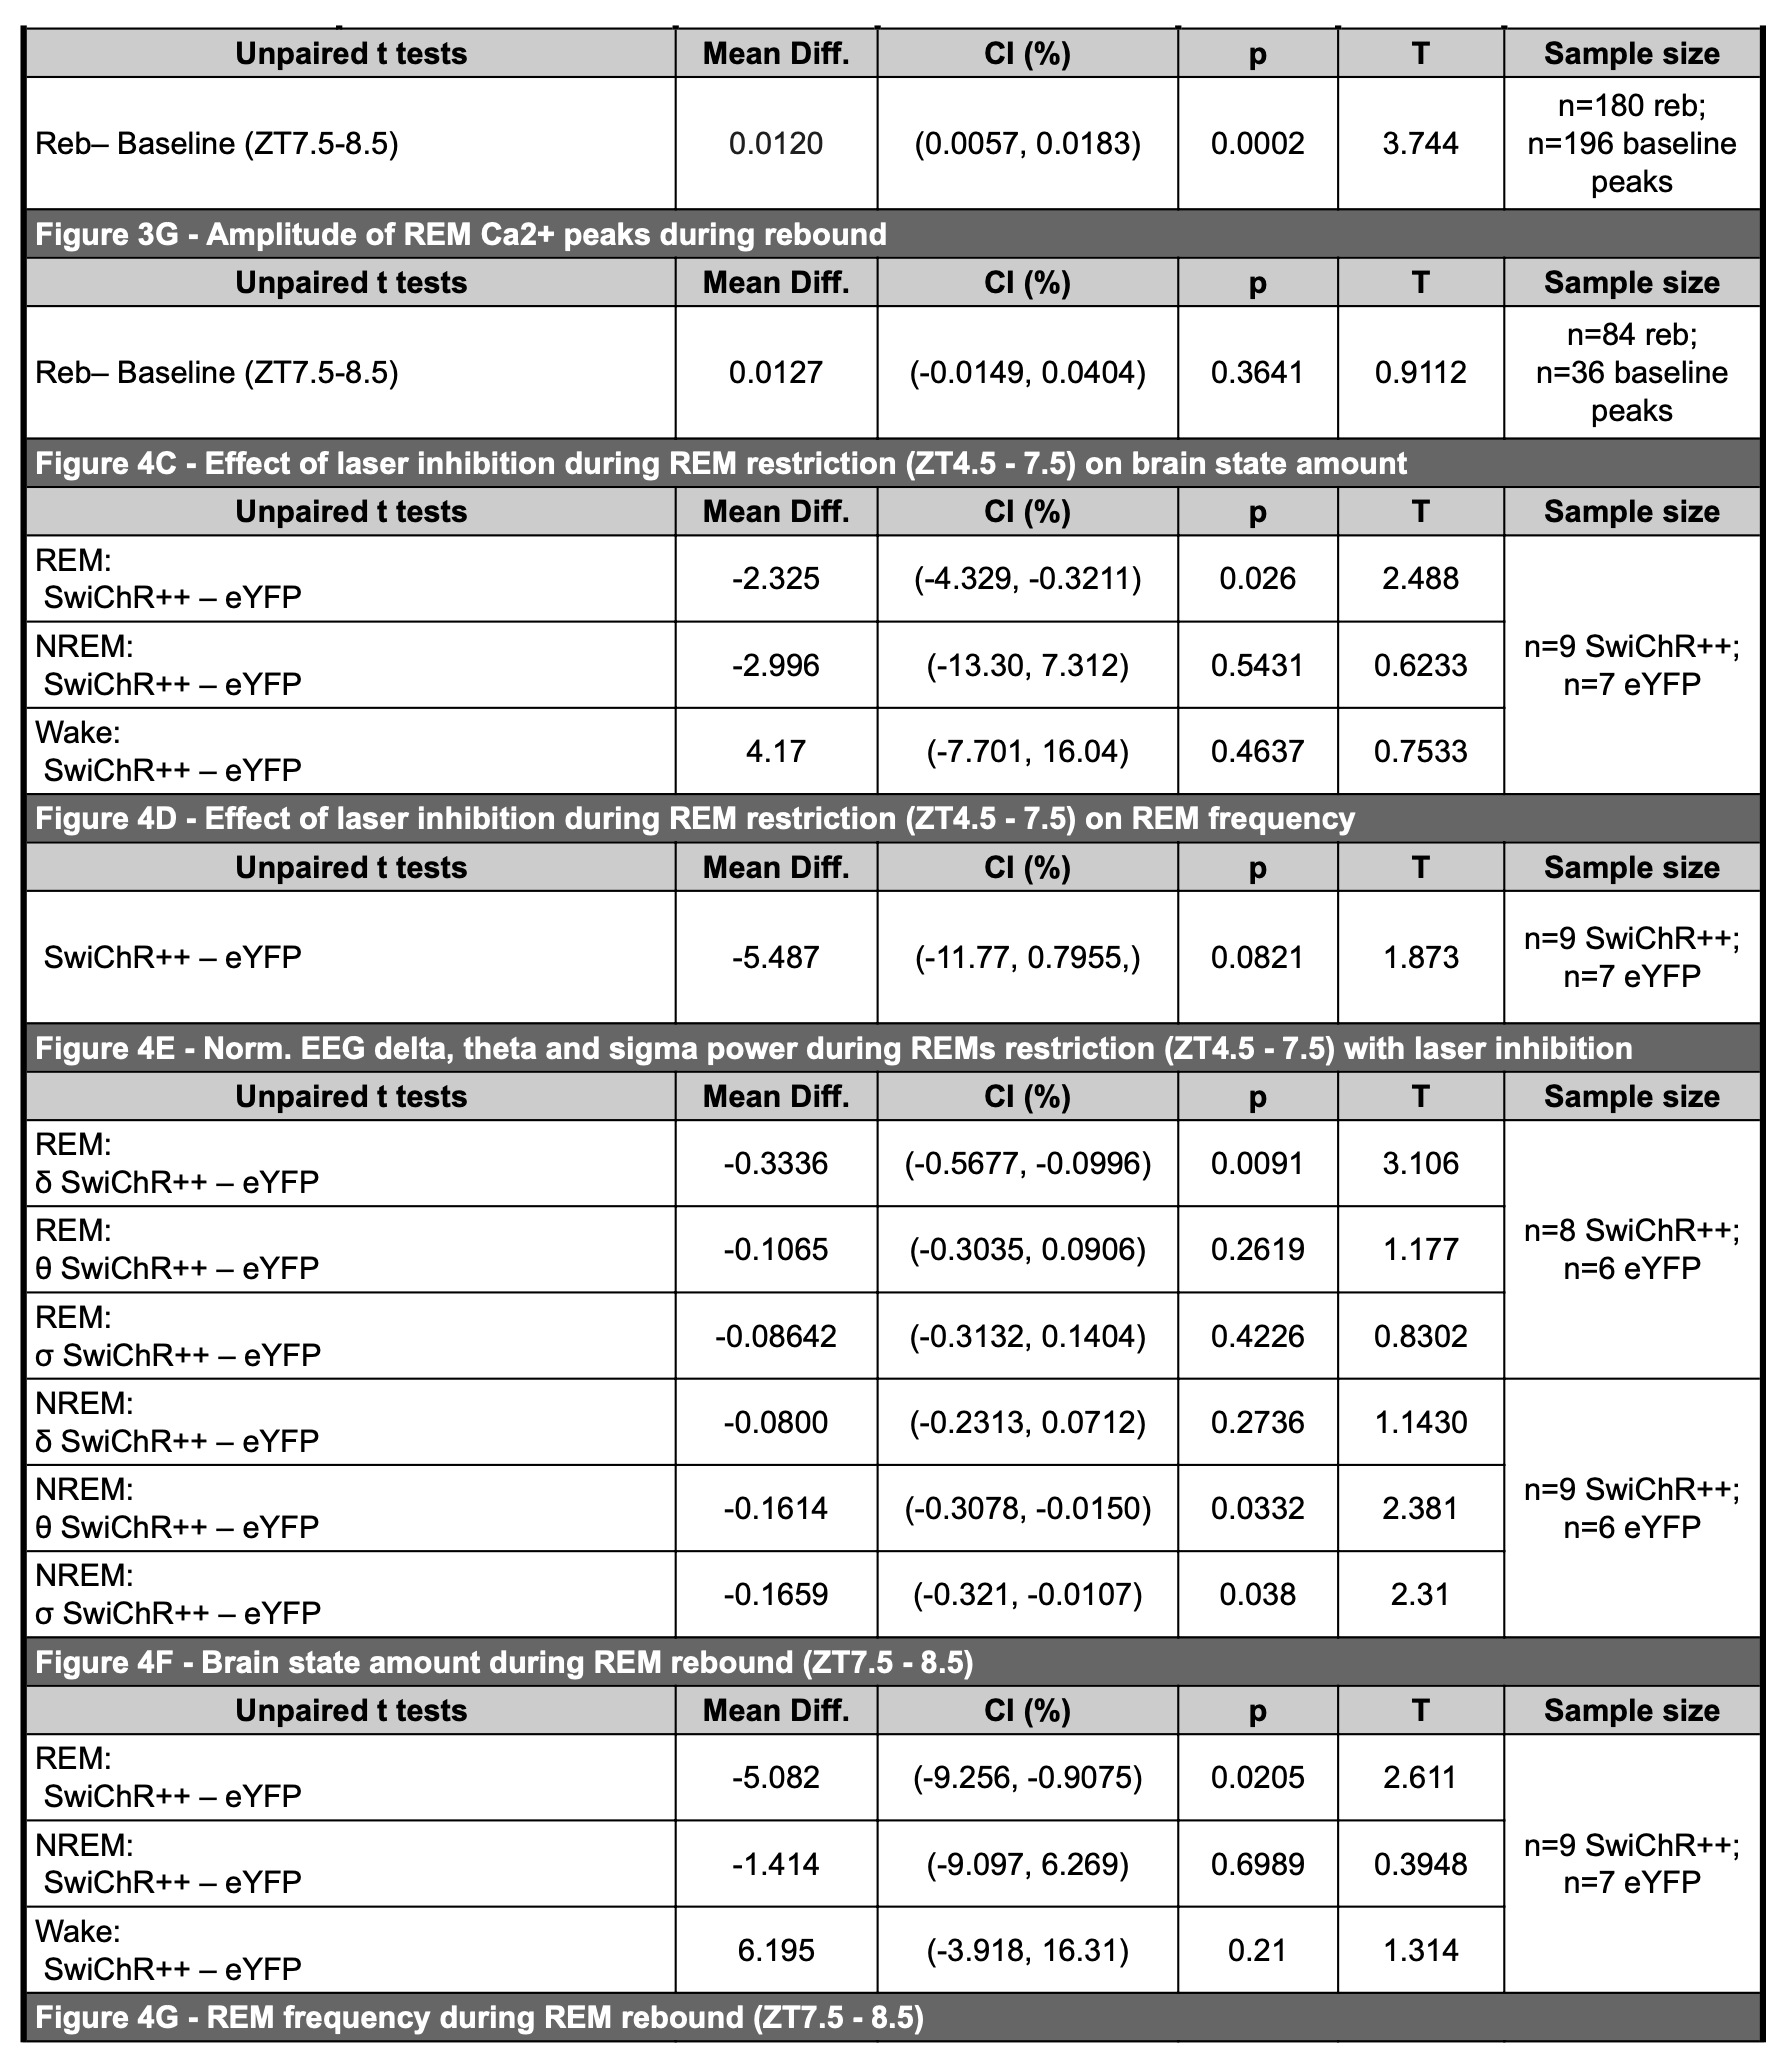 Unpaired t tests Mean Diff. CI (%) p T Sample size
Reb– Baseline (ZT7.5-8.5) 0.0120 (0.0057, 0.0183) 0.0002 3.744 n=180 reb;
n=196 baseline
peaks
Figure 3G - Amplitude of REM Ca2+ peaks during rebound
Unpaired t tests Mean Diff. CI (%) p T Sample size
Reb– Baseline (ZT7.5-8.5) 0.0127 (-0.0149, 0.0404) 0.3641 0.9112 n=84 reb;
n=36 baseline
peaks
Figure 4C - Effect of laser inhibition during REM restriction (ZT4.5 - 7.5) on brain state amount
Unpaired t tests Mean Diff. CI (%) p T Sample size
REM:
SwiChR++ – eYFP -2.325 (-4.329, -0.3211) 0.026 2.488
NREM:
SwiChR++ – eYFP -2.996 (-13.30, 7.312) 0.5431 0.6233
n=9 SwiChR++;
n=7 eYFP
Wake:
SwiChR++ – eYFP 4.17 (-7.701, 16.04) 0.4637 0.7533
Figure 4D - Effect of laser inhibition during REM restriction (ZT4.5 - 7.5) on REM frequency
Unpaired t tests Mean Diff. CI (%) p T Sample size
SwiChR++ – eYFP -5.487 (-11.77, 0.7955,) 0.0821 1.873 n=9 SwiChR++;
n=7 eYFP
Figure 4E - Norm. EEG delta, theta and sigma power during REMs restriction (ZT4.5 - 7.5) with laser inhibition
Unpaired t tests Mean Diff. CI (%) p T Sample size
REM:
δ SwiChR++ – eYFP -0.3336 (-0.5677, -0.0996) 0.0091 3.106
REM:
θ SwiChR++ – eYFP -0.1065 (-0.3035, 0.0906) 0.2619 1.177
n=8 SwiChR++;
n=6 eYFP
REM:
σ SwiChR++ – eYFP -0.08642 (-0.3132, 0.1404) 0.4226 0.8302
NREM:
δ SwiChR++ – eYFP -0.0800 (-0.2313, 0.0712) 0.2736 1.1430
NREM:
θ SwiChR++ – eYFP -0.1614 (-0.3078, -0.0150) 0.0332 2.381
n=9 SwiChR++;
n=6 eYFP
NREM:
σ SwiChR++ – eYFP -0.1659 (-0.321, -0.0107) 0.038 2.31
Figure 4F - Brain state amount during REM rebound (ZT7.5 - 8.5)
Unpaired t tests Mean Diff. CI (%) p T Sample size
REM:
SwiChR++ – eYFP -5.082 (-9.256, -0.9075) 0.0205 2.611
NREM:
SwiChR++ – eYFP -1.414 (-9.097, 6.269) 0.6989 0.3948
n=9 SwiChR++;
n=7 eYFP
Wake:
SwiChR++ – eYFP 6.195 (-3.918, 16.31) 0.21 1.314
Figure 4G - REM frequency during REM rebound (ZT7.5 - 8.5)